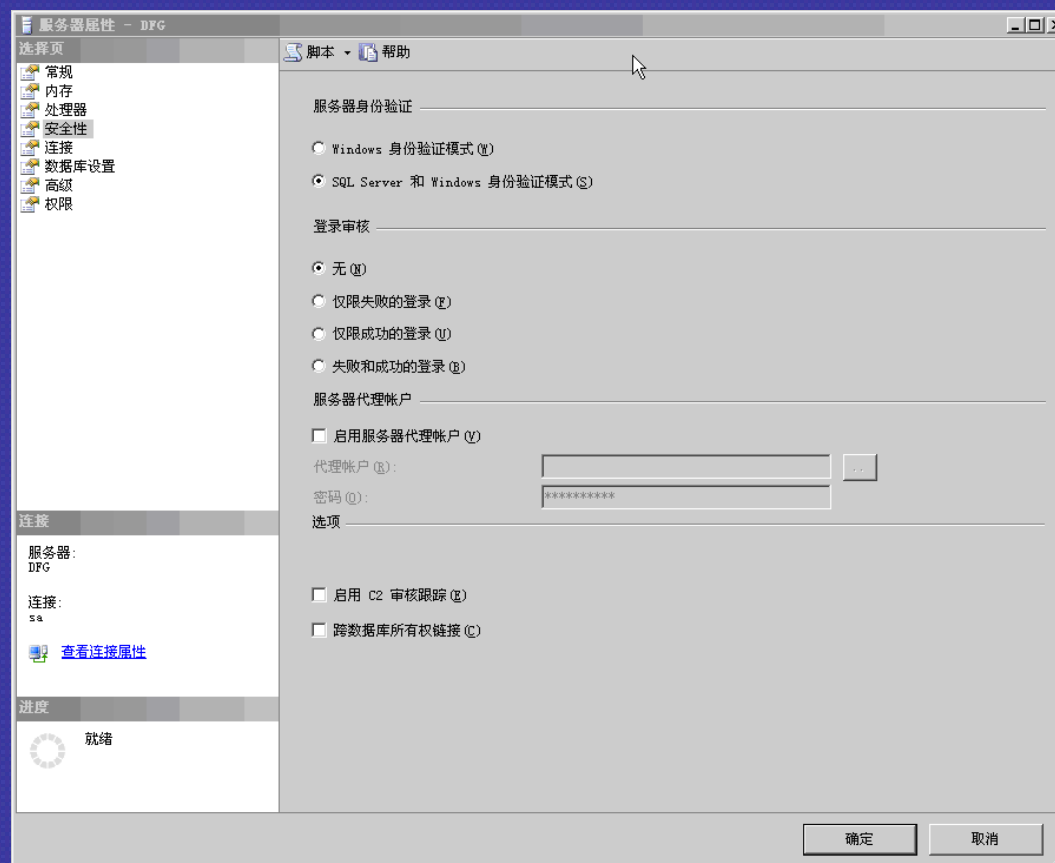 服务器属性 - DFG
选择页
常规
内存
处理器
安全性
连接
数据库设置
高级
权限
连接
服务器:
DFG
连接:
sa
查看连接属性
进度
就绪
脚本 帮助
服务器身份验证
Windows 身份验证模式(W)
SQL Server 和 Windows 身份验证模式(S)
登录审核
无(N)
仅限失败的登录(F)
仅限成功的登录(U)
失败和成功的登录(B)
服务器代理帐户
启用服务器代理帐户(V)
代理帐户(R):
..
密码(O):
**********
选项
启用 C2 审核跟踪(E)
跨数据库所有权链接(C)
确定 取消